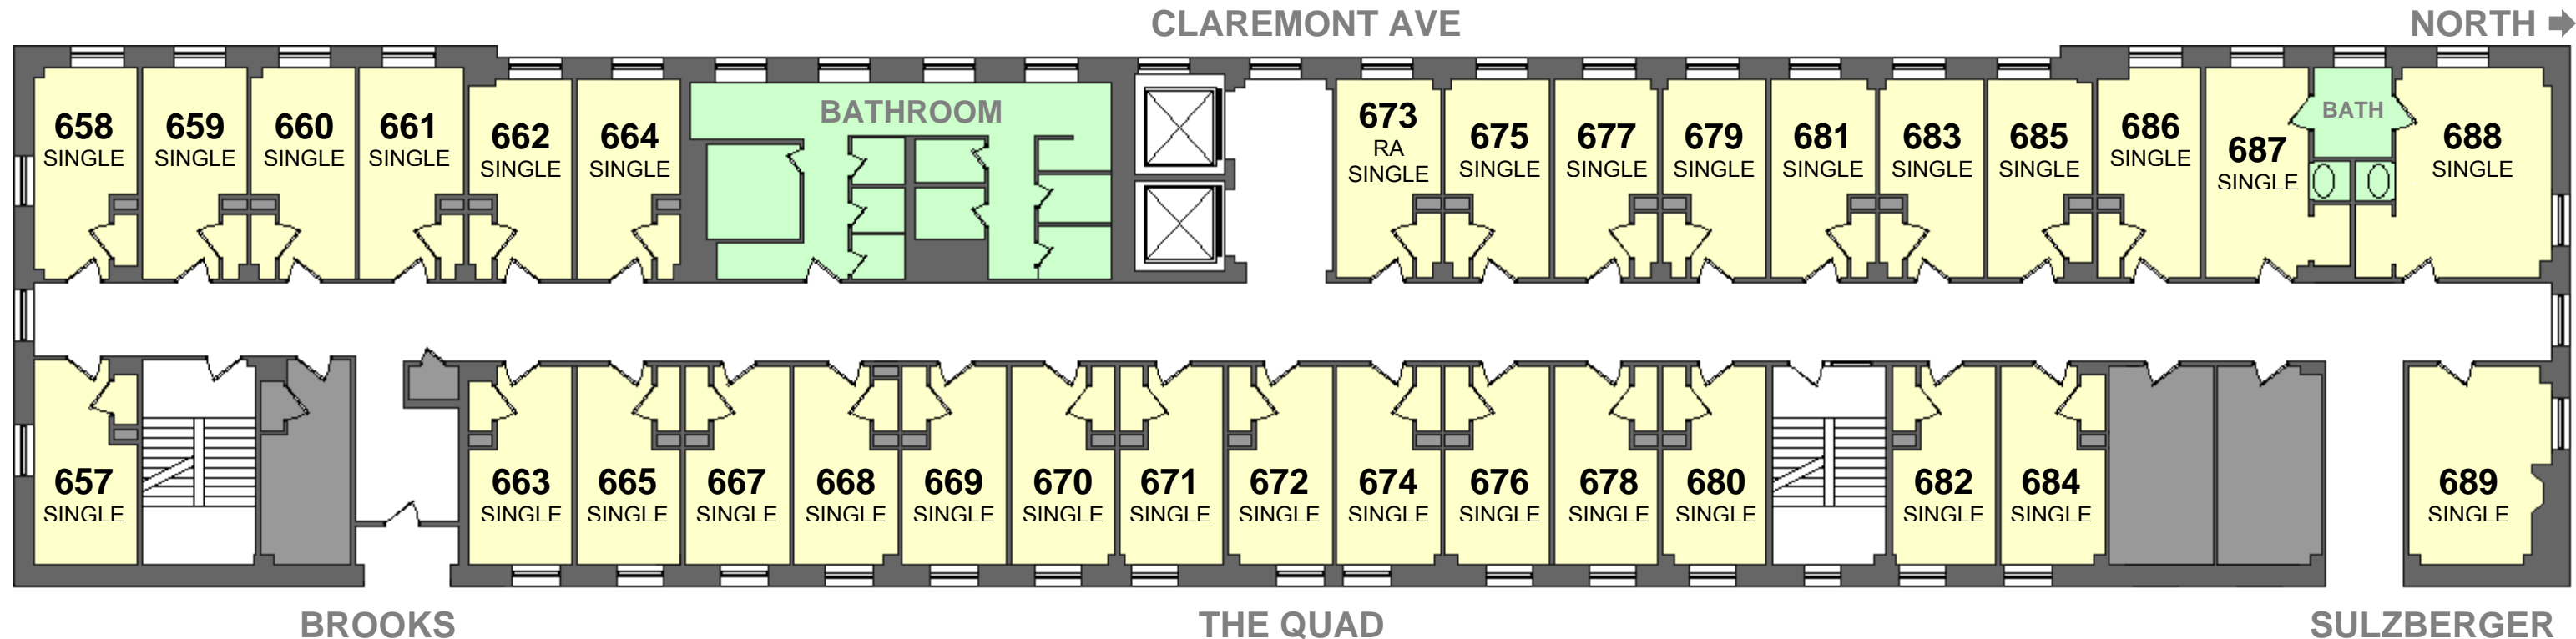 CLAREMONT AVE
NORTH
658
SINGLE
659
SINGLE
660
SINGLE
661
SINGLE
662
SINGLE
664
SINGLE
BATHROOM
673
RA
SINGLE
675
SINGLE
677
SINGLE
679
SINGLE
681
SINGLE
683
SINGLE
685
SINGLE
686
SINGLE
687
SINGLE
BATH
688
SINGLE
657
SINGLE
663
SINGLE
665
SINGLE
667
SINGLE
668
SINGLE
669
SINGLE
670
SINGLE
671
SINGLE
672
SINGLE
674
SINGLE
676
SINGLE
678
SINGLE
680
SINGLE
682
SINGLE
684
SINGLE
689
SINGLE
BROOKS
THE QUAD
SULZBERGER